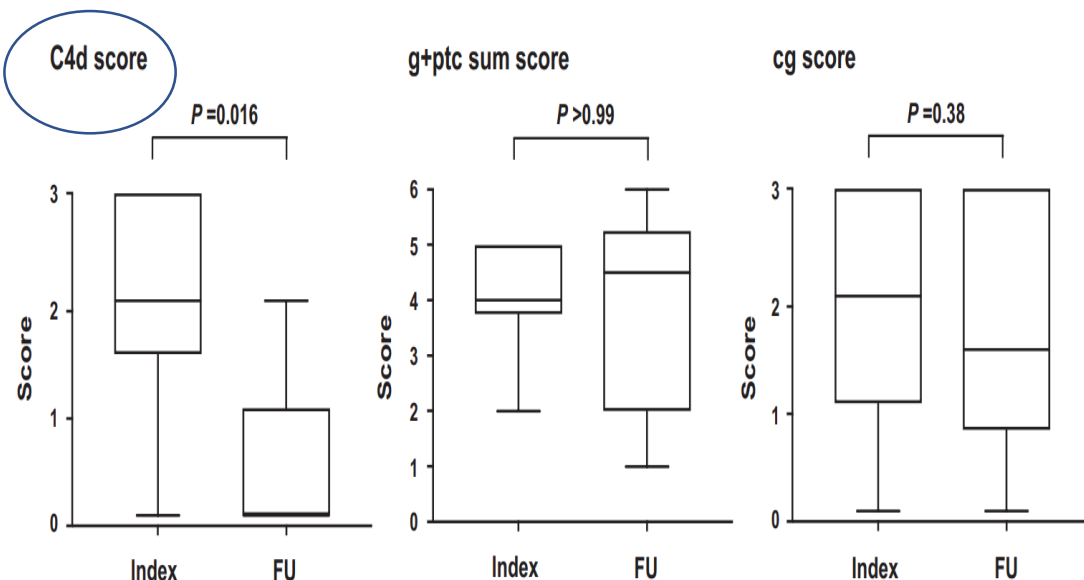 C4d score
P =0.016
Score
3
2
1
0
Index FU
g+ptc sum score
P >0.99
Score
6
5
4
3
2
1
0
Index FU
cg score
P =0.38
Score
3
2
1
0
Index FU